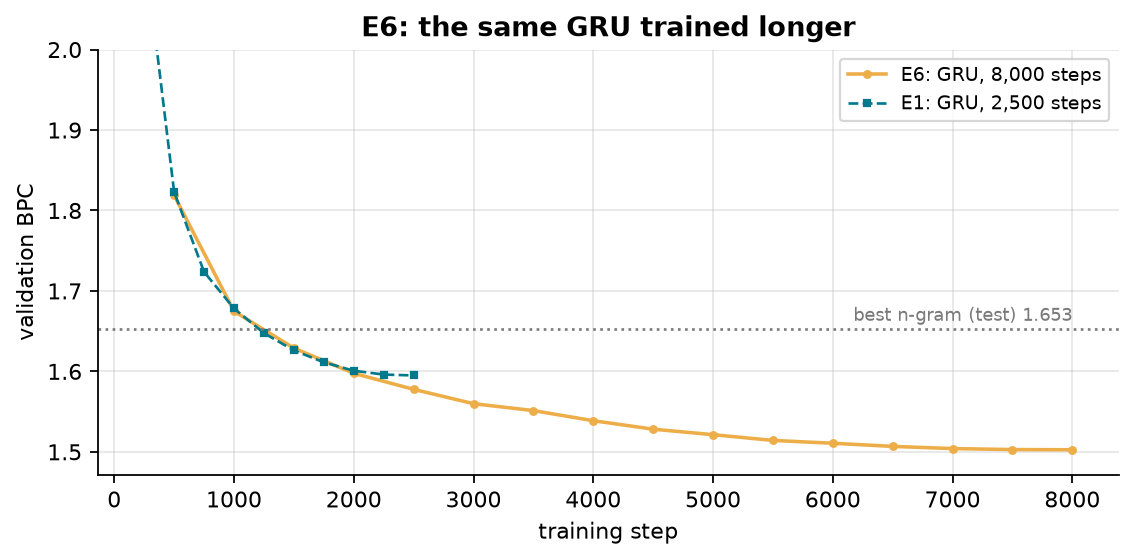 E6: the same GRU trained longer
2.0
1.9
1.8
1.7
1.6
1.5
validation BPC
E6: GRU, 8,000 steps
E1: GRU, 2,500 steps
best n-gram (test) 1.653
0 1000 2000 3000 4000 5000 6000 7000 8000
training step